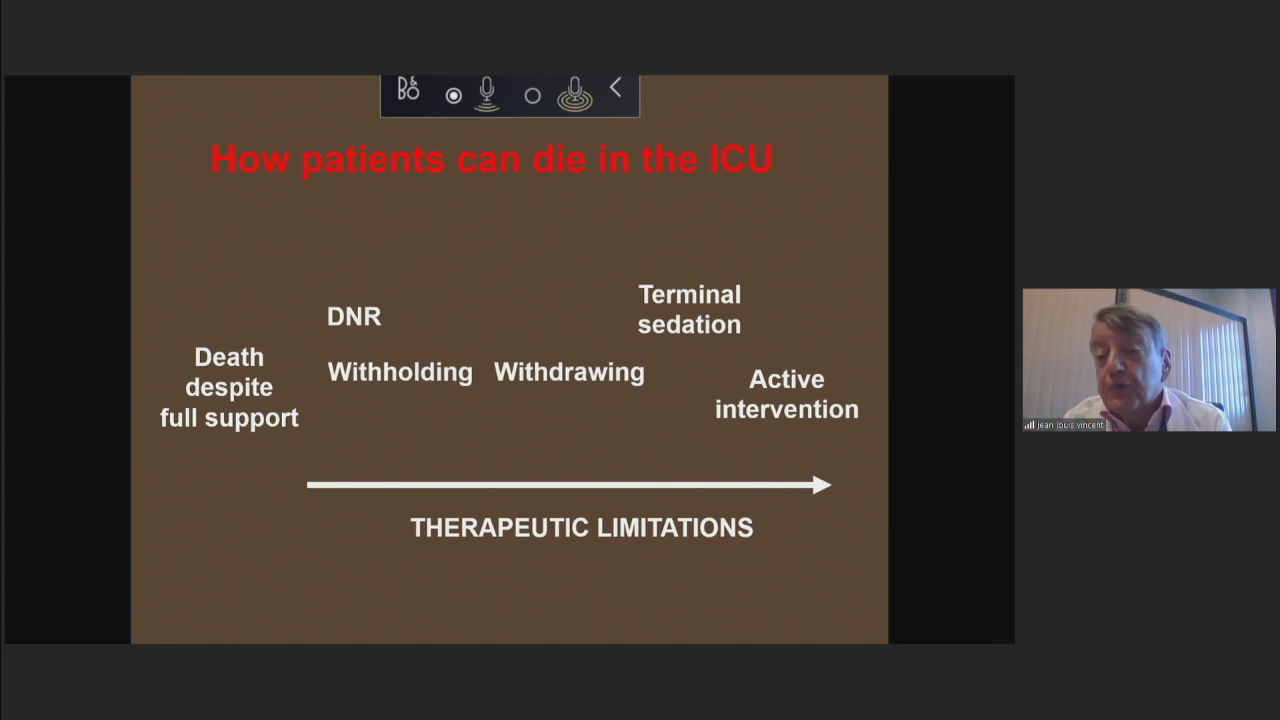 B&O
How patients can die in the ICU
Terminal
sedation
DNR
Death
despite
full support
Withholding
Withdrawing
Active
intervention
THERAPEUTIC LIMITATIONS
jean louis vincent